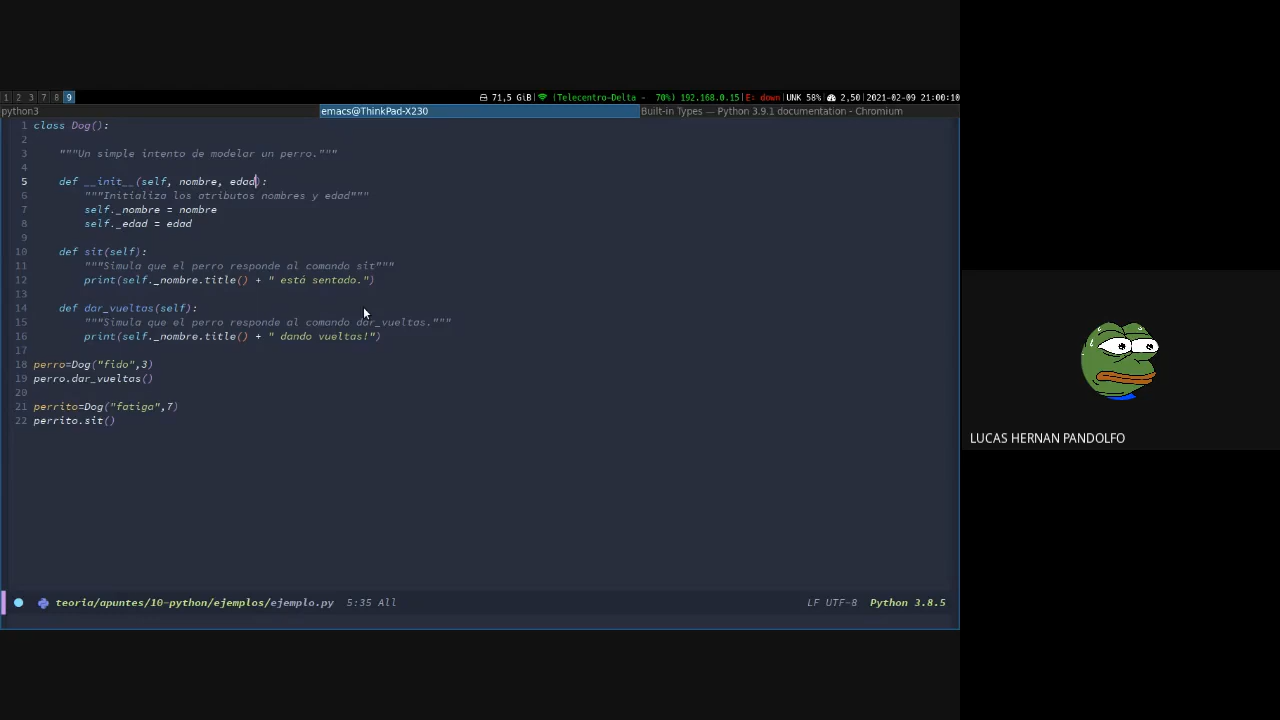 1 2 3 7 8 9
71,5 GiB| (Telecentro-Delta - 70%) 192.168.0.15|E: down|UNK 58%| 2,50|2021-02-09 21:00:10
python3
emacs@ThinkPad-X230
Built-in Types — Python 3.9.1 documentation - Chromium
1 class Dog():
2
3 """Un simple intento de modelar un perro."""
4
5 def __init__(self, nombre, edad):
6 """Initializa los atributos nombres y edad"""
7 self._nombre = nombre
8 self._edad = edad
9
10 def sit(self):
11 """Simula que el perro responde al comando sit"""
12 print(self._nombre.title() + " está sentado.")
13
14 def dar_vueltas(self):
15 """Simula que el perro responde al comando dar_vueltas."""
16 print(self._nombre.title() + " dando vueltas!")
17
18 perro=Dog("fido",3)
19 perro.dar_vueltas()
20
21 perrito=Dog("fatiga",7)
22 perrito.sit()
LUCAS HERNAN PANDOLFO
teoria/apuntes/10-python/ejemplos/ejemplo.py 5:35 All
LF UTF-8 Python 3.8.5